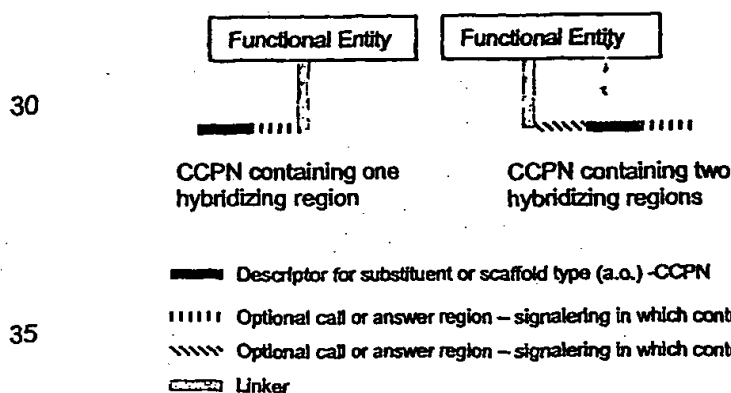 Functional Entity Functional Entity
30
CCPN containing one CCPN containing two
hybridizing region hybridizing regions
Descriptor for substituent or scaffold type (a.o.) -CCPN
Optional call or answer region – signalering in which cont
35
Optional call or answer region – signalering in which cont
Linker